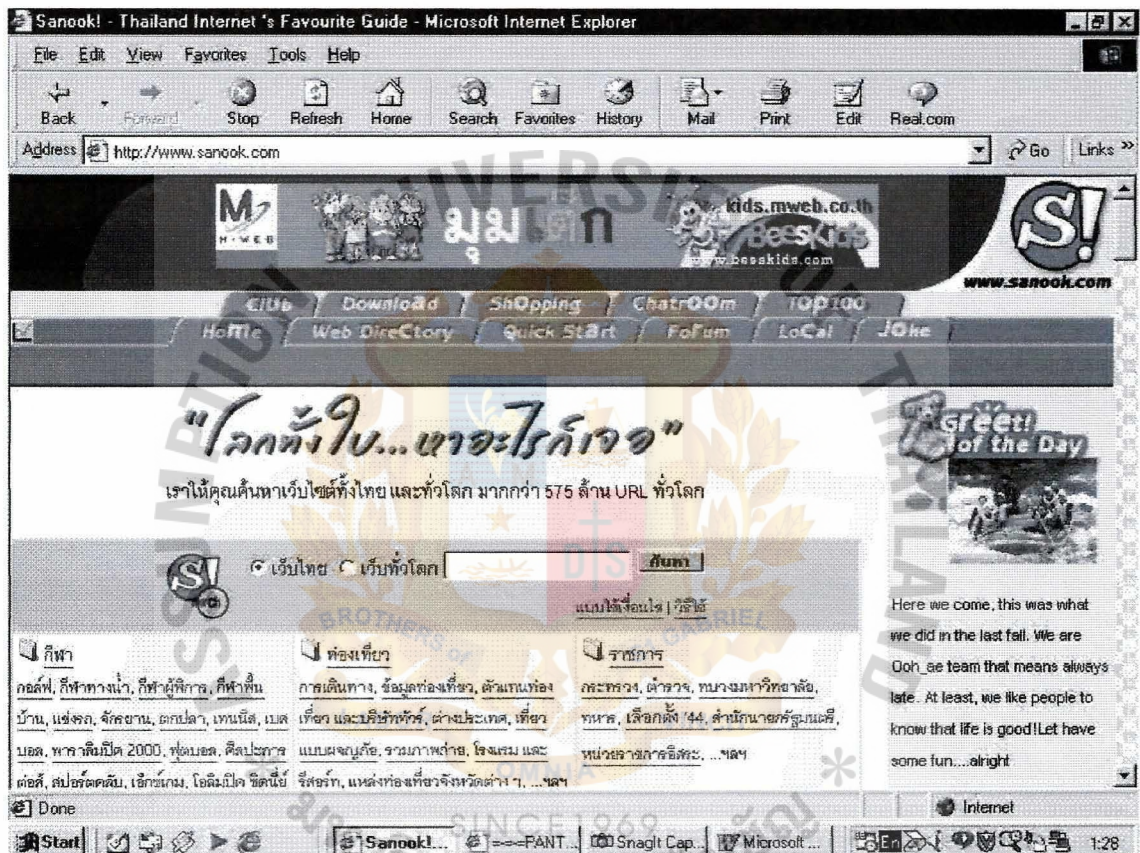 Sanook! - Thailand Internet 's Favourite Guide - Microsoft Internet Explorer
File Edit View Favorites Tools Help
Back Forward Stop Refresh Home Search Favorites History Mail Print Edit Real.com
Address http://www.sanook.com Go Links »
M-WEB มุมเด็ก kids.mweb.co.th
BessKids
www.besskids.com
S!
www.sanook.com
Club Download ShOpping ChatrOOm TOP100
Home Web DireCtory Quick Start Forum LoCal JOke
"โลกทั้งใบ...หาอะไรก็เจอ"
เราให้คุณค้นหาเว็บไซต์ทั้งไทย และทั่วโลก มากกว่า 575 ล้าน URL ทั่วโลก
S! เว็บไทย เว็บทั่วโลก ค้นหา
แบบใส่เงื่อนไข | วิธีใช้
กีฬา
กอล์ฟ, กีฬาทางน้ำ, กีฬาผู้พิการ, กีฬาพื้น
บ้าน, แข่งรถ, จักรยาน, ตกปลา, เทนนิส, เบส
บอล, พาราลิมปิค 2000, ฟุตบอล, ศิลปะการ
ต่อสู้, สปอร์ตคลับ, เอ็กซ์เกม, โอลิมปิค ซิดนี่ย์
ท่องเที่ยว
การเดินทาง, ข้อมูลท่องเที่ยว, ตัวแทนท่อง
เที่ยว และบริษัททัวร์, ต่างประเทศ, เที่ยว
แบบผจญภัย, รวมภาพถ่าย, โรงแรม และ
รีสอร์ท, แหล่งท่องเที่ยวจังหวัดต่าง ๆ, ...ฯลฯ
ราชการ
กระทรวง, ตำรวจ, ทบวงมหาวิทยาลัย,
ทหาร, เลือกตั้ง '44, สำนักนายกรัฐมนตรี,
หน่วยราชการอิสระ, ...ฯลฯ
Greet!
of the Day
Here we come, this was what
we did in the last fall. We are
Ooh_ae team that means always
late. At least, we like people to
know that life is good!Let have
some fun....alright
Done Internet
Start Sanook!... =-==PANT... SnagIt Cap... Microsoft ... En 1:28
ASSUMPTION UNIVERSITY OF THAILAND
BROTHERS of ST GABRIEL
DS
OMNIA
SINCE 1969